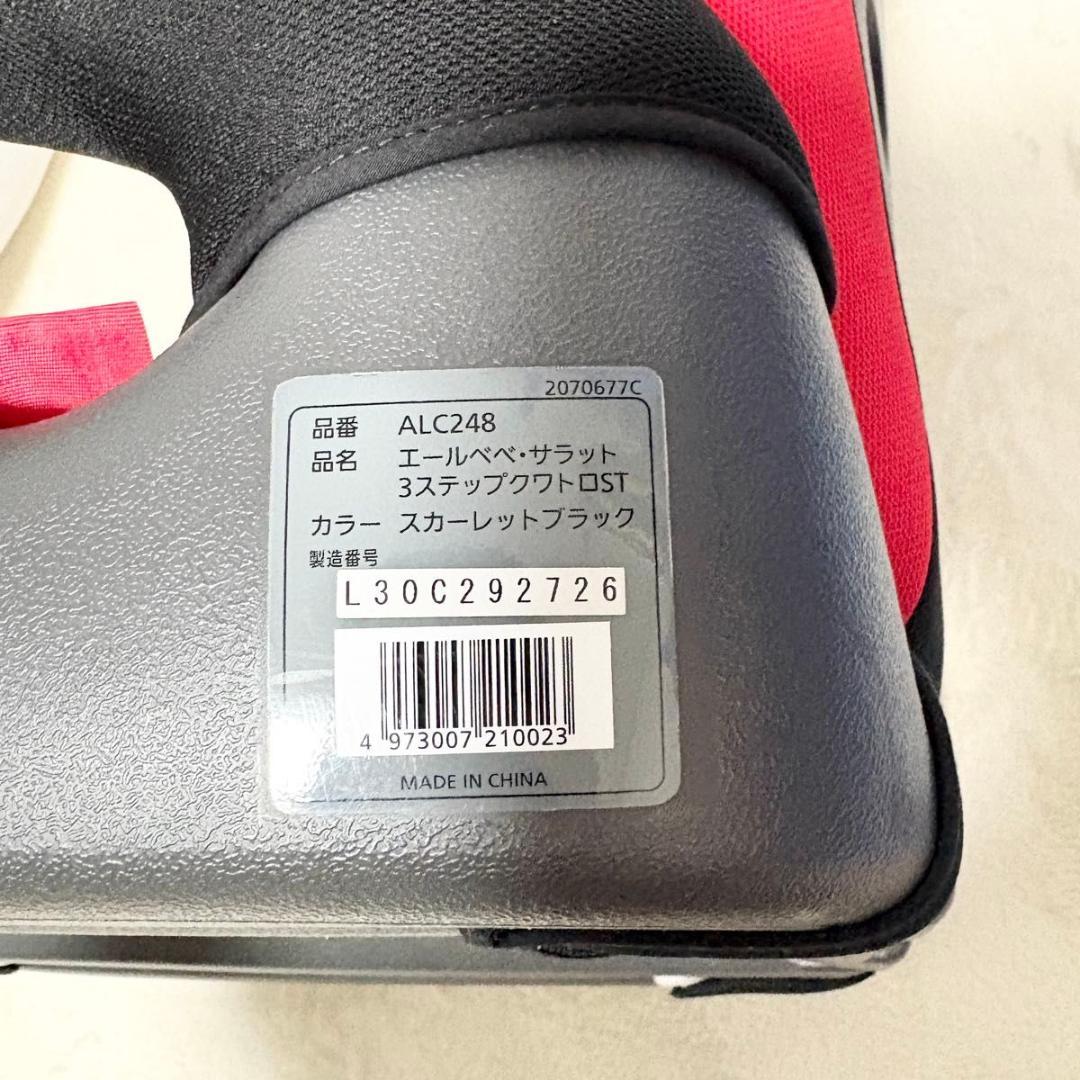 2070677C
品番 ALC248
品名 エールベベ・サラット
3ステップクワトロST
カラー スカーレットブラック
製造番号
L30C292726
4 973007 210023
MADE IN CHINA